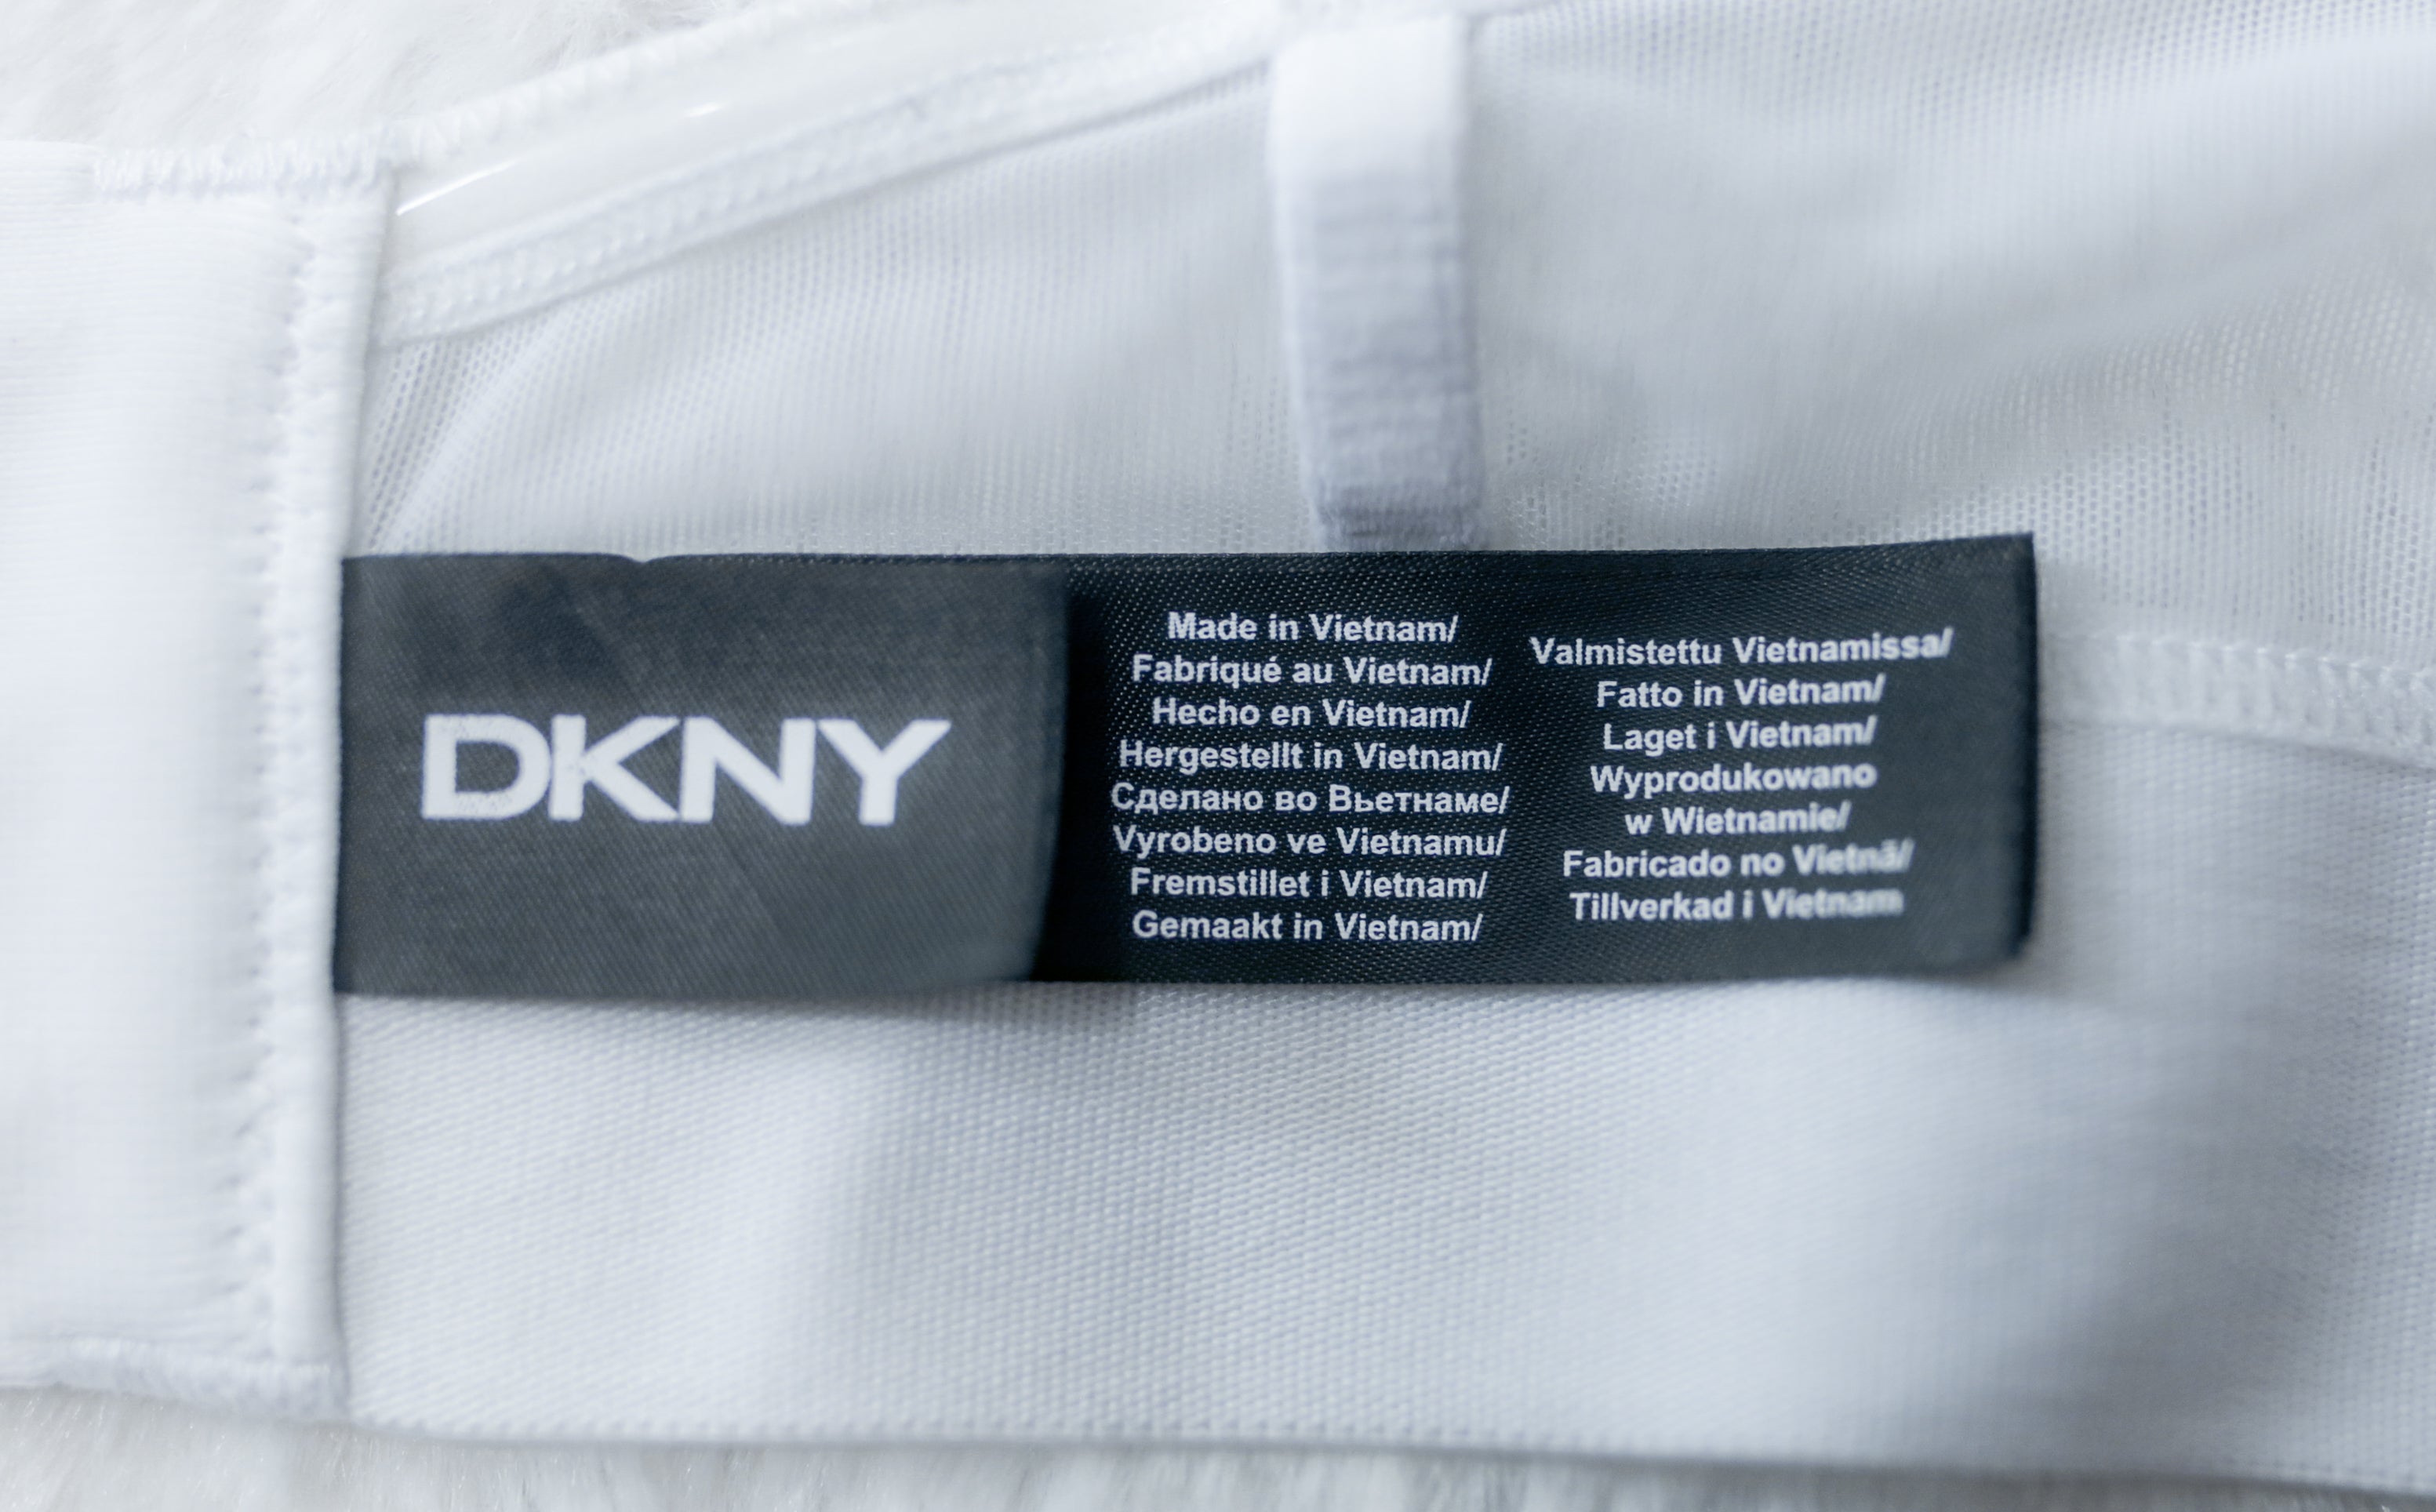 DKNY
Made in Vietnam/
Fabriqué au Vietnam/
Hecho en Vietnam/
Hergestellt in Vietnam/
Сделано во Вьетнаме/
Vyrobeno ve Vietnamu/
Fremstillet i Vietnam/
Gemaakt in Vietnam/
Valmistettu Vietnamissa/
Fatto in Vietnam/
Laget i Vietnam/
Wyprodukowano
w Wietnamie/
Fabricado no Vietnã/
Tillverkad i Vietnam